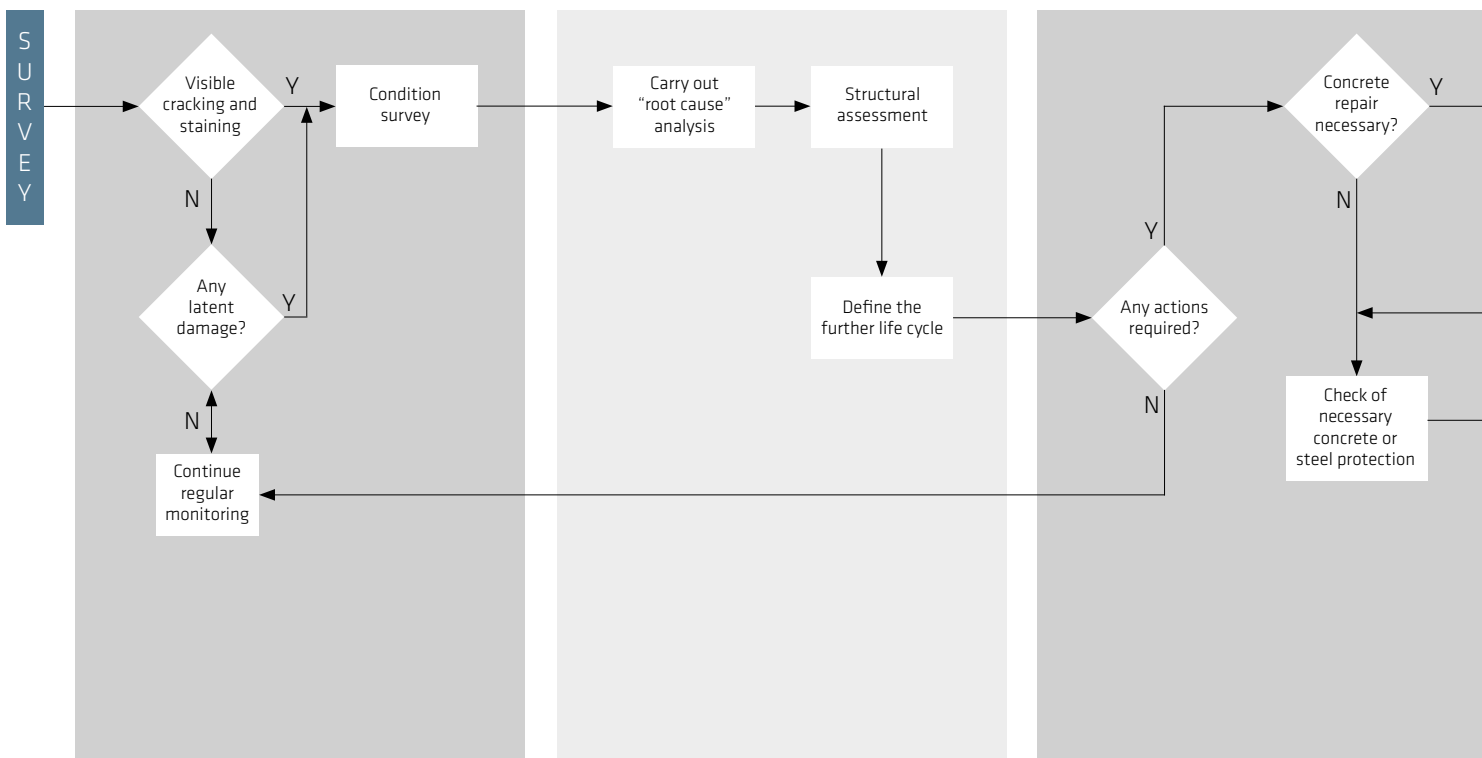 SURVEY
Visible
cracking and
staining
Y
N
Condition
survey
Any
latent
damage?
Y
N
Continue
regular
monitoring
Carry out
“root cause”
analysis
Structural
assessment
Define the
further life cycle
Any actions
required?
Y
N
Concrete
repair
necessary?
Y
N
Check of
necessary
concrete or
steel protection